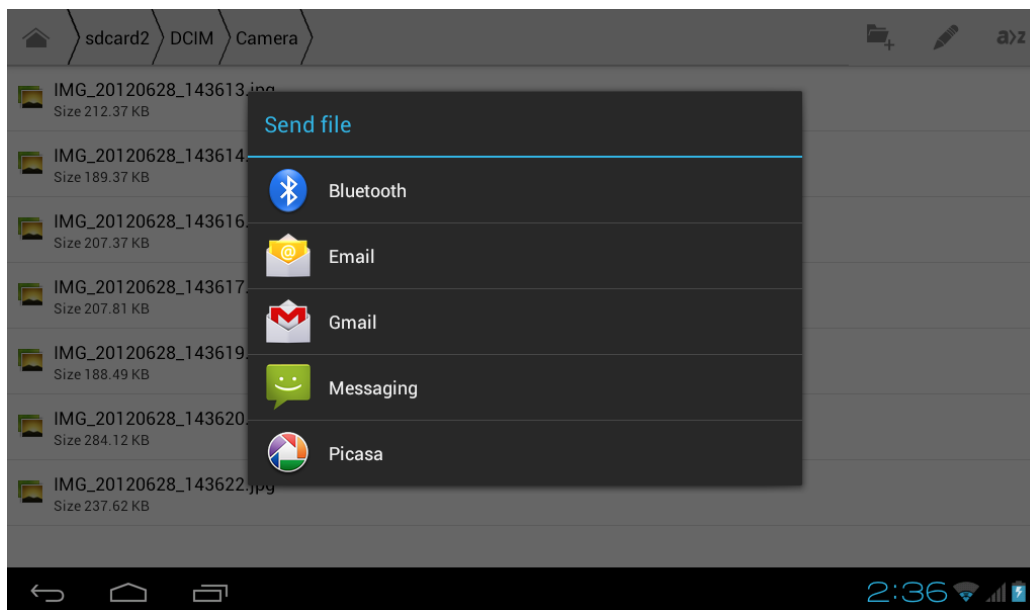 sdcard2 DCIM Camera a>z
IMG_20120628_143613.jpg
Size 212.37 KB
IMG_20120628_143614.
Size 189.37 KB
IMG_20120628_143616.
Size 207.37 KB
IMG_20120628_143617.
Size 207.81 KB
IMG_20120628_143619.
Size 188.49 KB
IMG_20120628_143620.
Size 284.12 KB
IMG_20120628_143622.jpg
Size 237.62 KB
Send file
Bluetooth
Email
Gmail
Messaging
Picasa
2:36